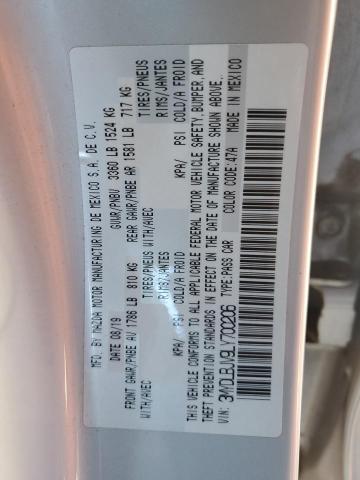 MFD. BY MAZDA MOTOR MANUFACTURING DE MEXICO S.A. DE C.V.
DATE 08/19 GVWR/PNBV 3360 LB 1524 KG
FRONT GAWR/PNBE AV 1786 LB 810 KG REAR GAWR/PNBE AR 1581 LB 717 KG
WITH/AVEC TIRES/PNEUS WITH/AVEC TIRES/PNEUS
RIMS/JANTES RIMS/JANTES
KPA/ PSI COLD/A FROID KPA/ PSI COLD/A FROID
THIS VEHICLE CONFORMS TO ALL APPLICABLE FEDERAL MOTOR VEHICLE SAFETY, BUMPER, AND
THEFT PREVENTION STANDARDS IN EFFECT ON THE DATE OF MANUFACTURE SHOWN ABOVE.
VIN: 3MVDLBJV9LY700206 TYPE:PASS CAR COLOR CODE:47A MADE IN MEXICO